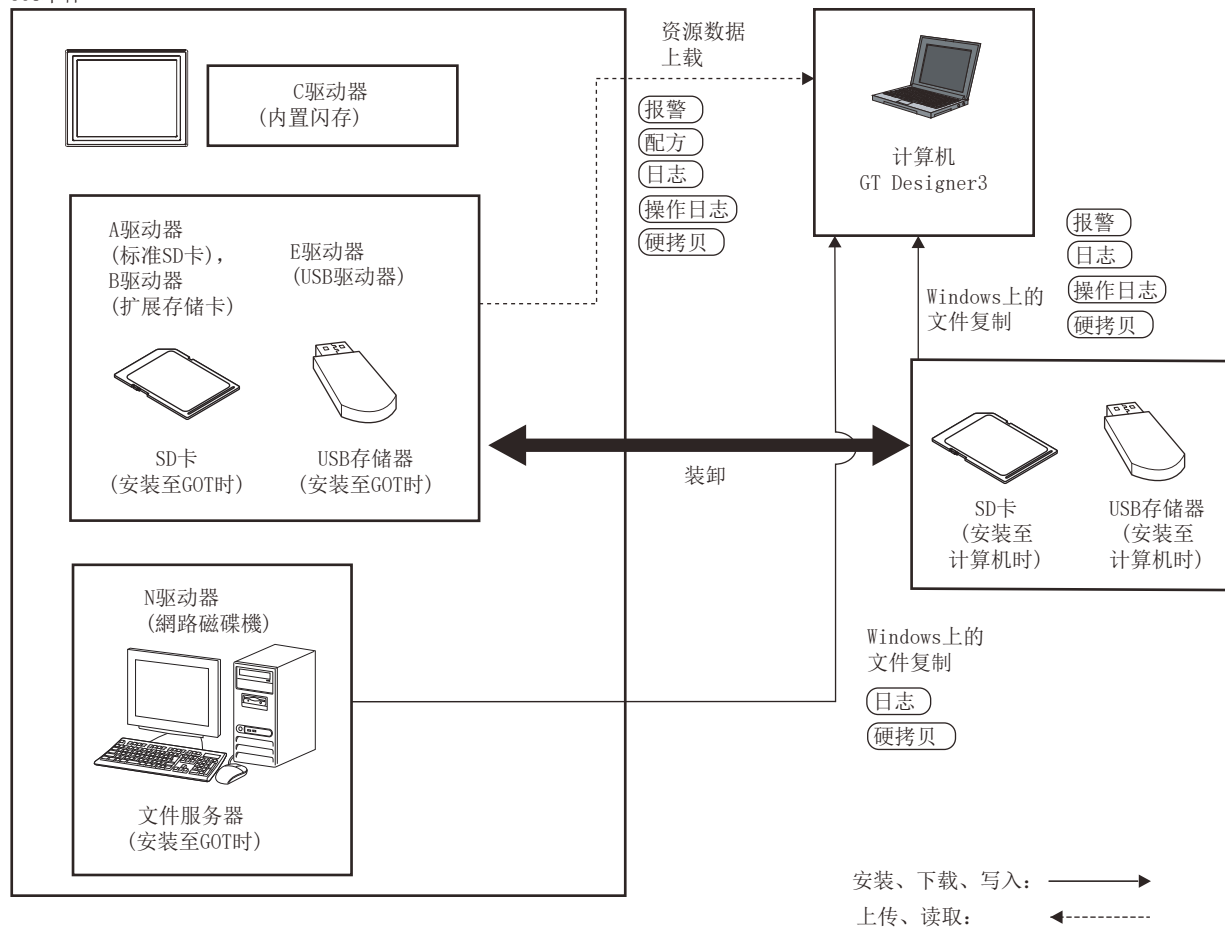 C驱动器
(内置闪存)
A驱动器
(标准SD卡),
B驱动器
(扩展存储卡)
E驱动器
(USB驱动器)
SD卡
(安装至GOT时)
USB存储器
(安装至GOT时)
N驱动器
(網路磁碟機)
文件服务器
(安装至GOT时)
资源数据
上载
报警
配方
日志
操作日志
硬拷贝
计算机
GT Designer3
Windows上的
文件复制
报警
日志
操作日志
硬拷贝
装卸
SD卡
(安装至
计算机时)
USB存储器
(安装至
计算机时)
Windows上的
文件复制
日志
硬拷贝
安装、下载、写入:
上传、读取: